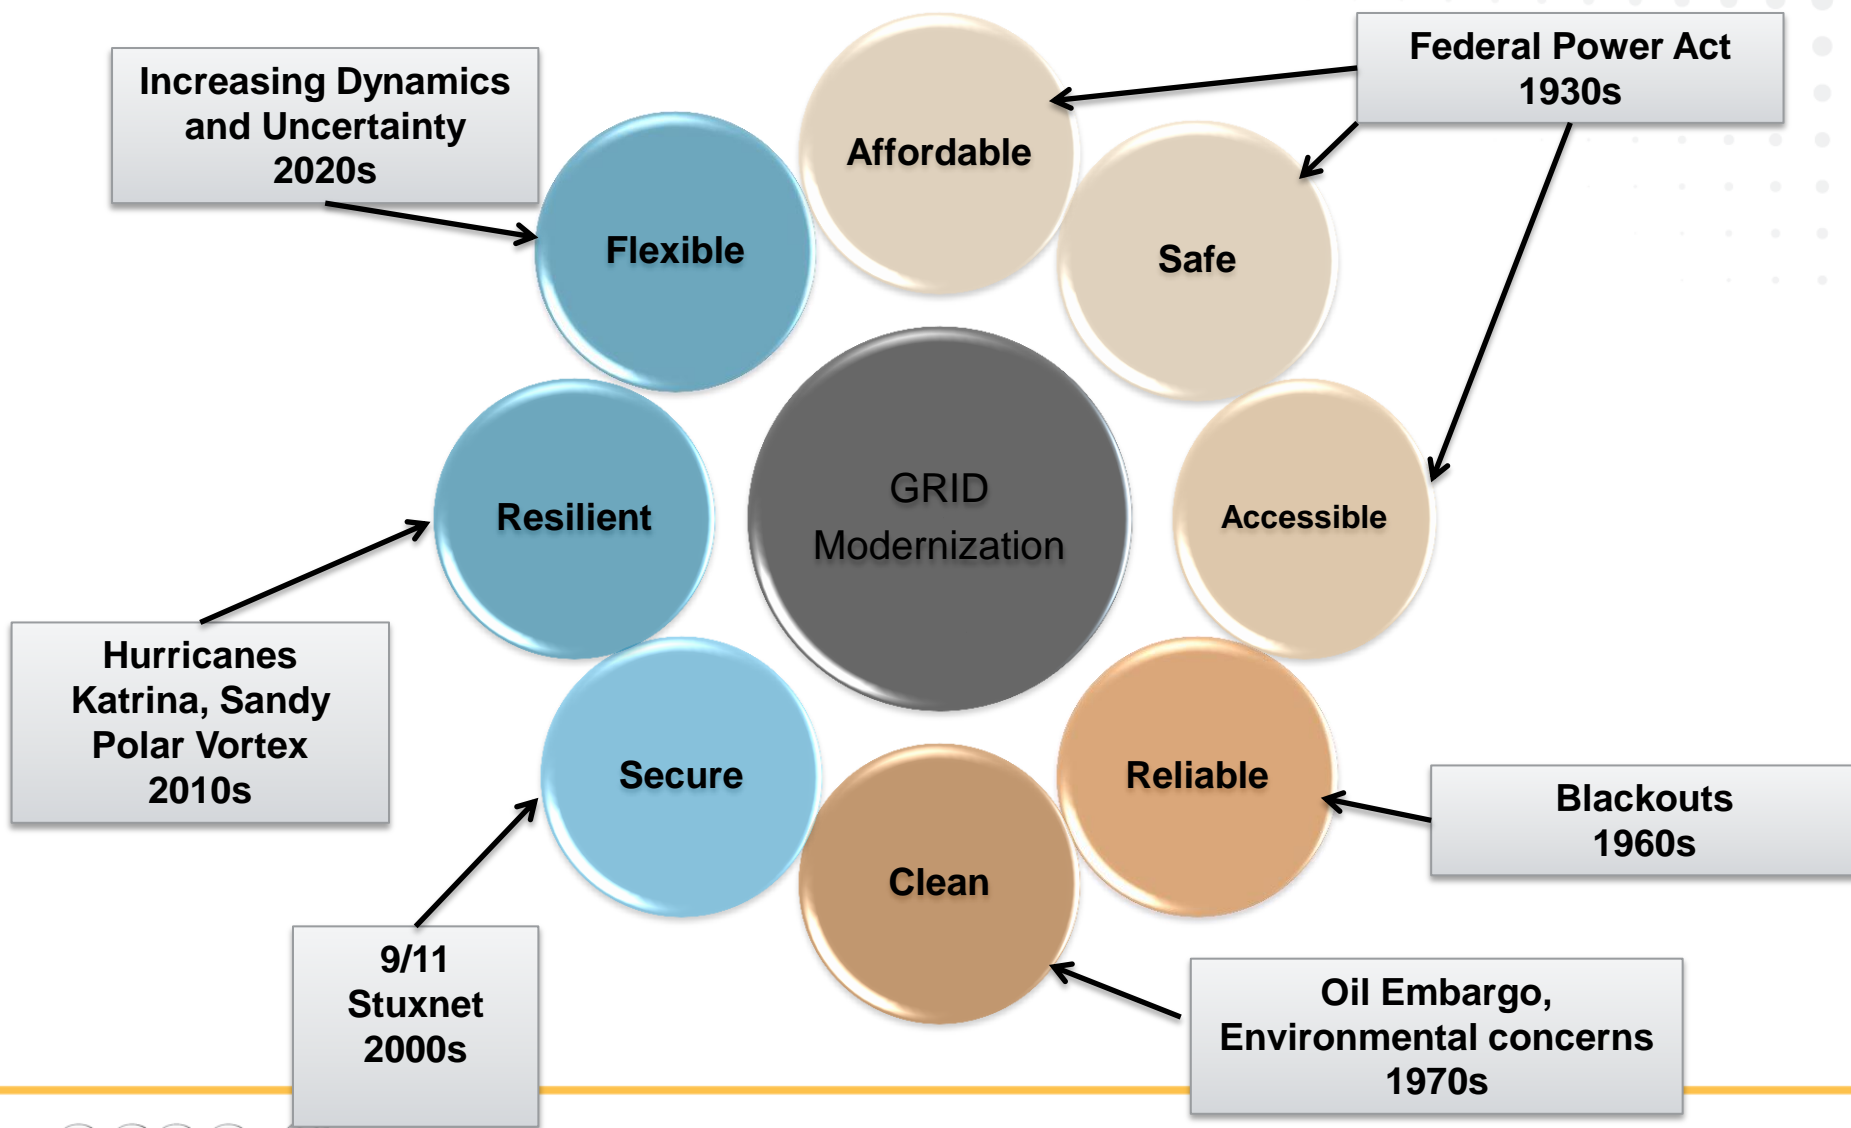 Federal Power Act
1930s
Increasing Dynamics
and Uncertainty
2020s
Affordable
Flexible
Safe
GRID
Modernization
Resilient
Accessible
Hurricanes
Katrina, Sandy
Polar Vortex
2010s
Secure
Reliable
Blackouts
1960s
Clean
9/11
Stuxnet
2000s
Oil Embargo,
Environmental concerns
1970s